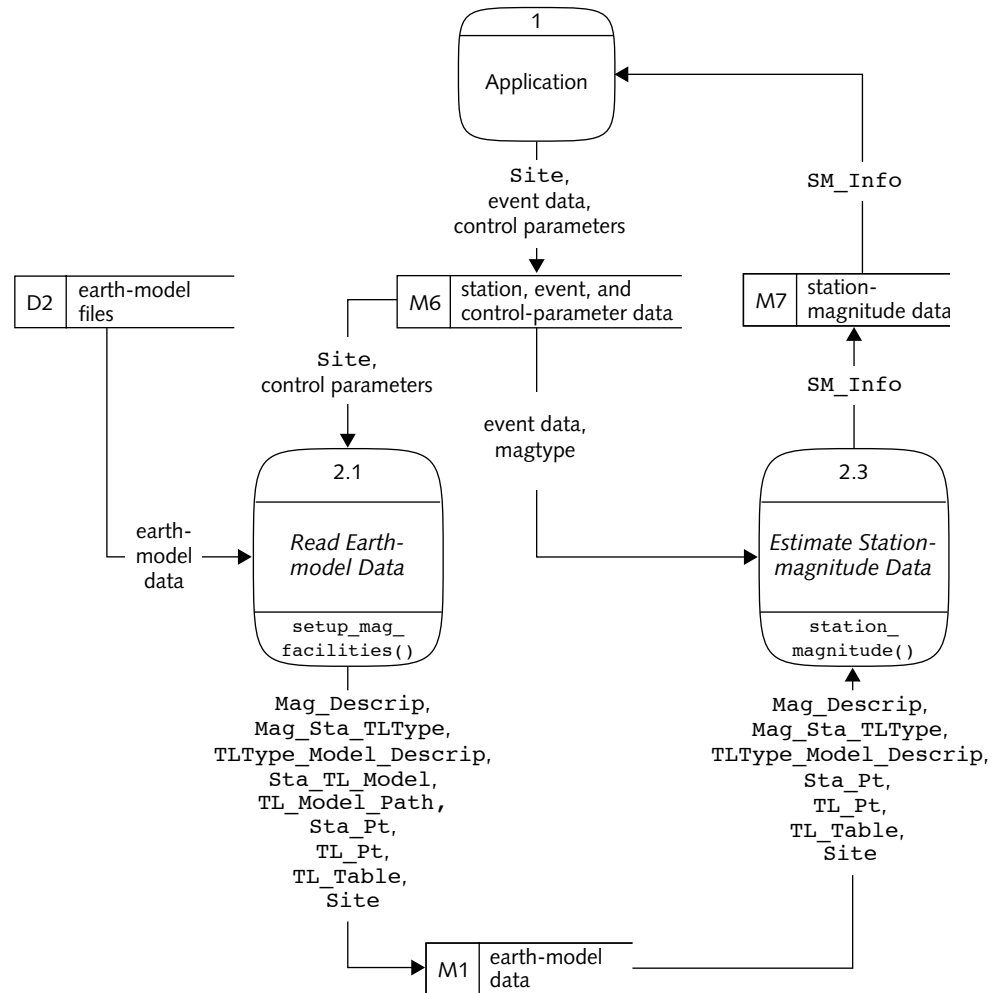 1
Application
Site,
event data,
control parameters
SM_Info
D2
earth-model
files
M6
station, event, and
control-parameter data
M7
station-
magnitude data
Site,
control parameters
SM_Info
event data,
magtype
2.1
Read Earth-
model Data
setup_mag_
facilities()
earth-
model
data
2.3
Estimate Station-
magnitude Data
station_
magnitude()
Mag_Descrip,
Mag_Sta_TLType,
TLType_Model_Descrip,
Sta_TL_Model,
TL_Model_Path,
Sta_Pt,
TL_Pt,
TL_Table,
Site
Mag_Descrip,
Mag_Sta_TLType,
TLType_Model_Descrip,
Sta_Pt,
TL_Pt,
TL_Table,
Site
M1
earth-model
data